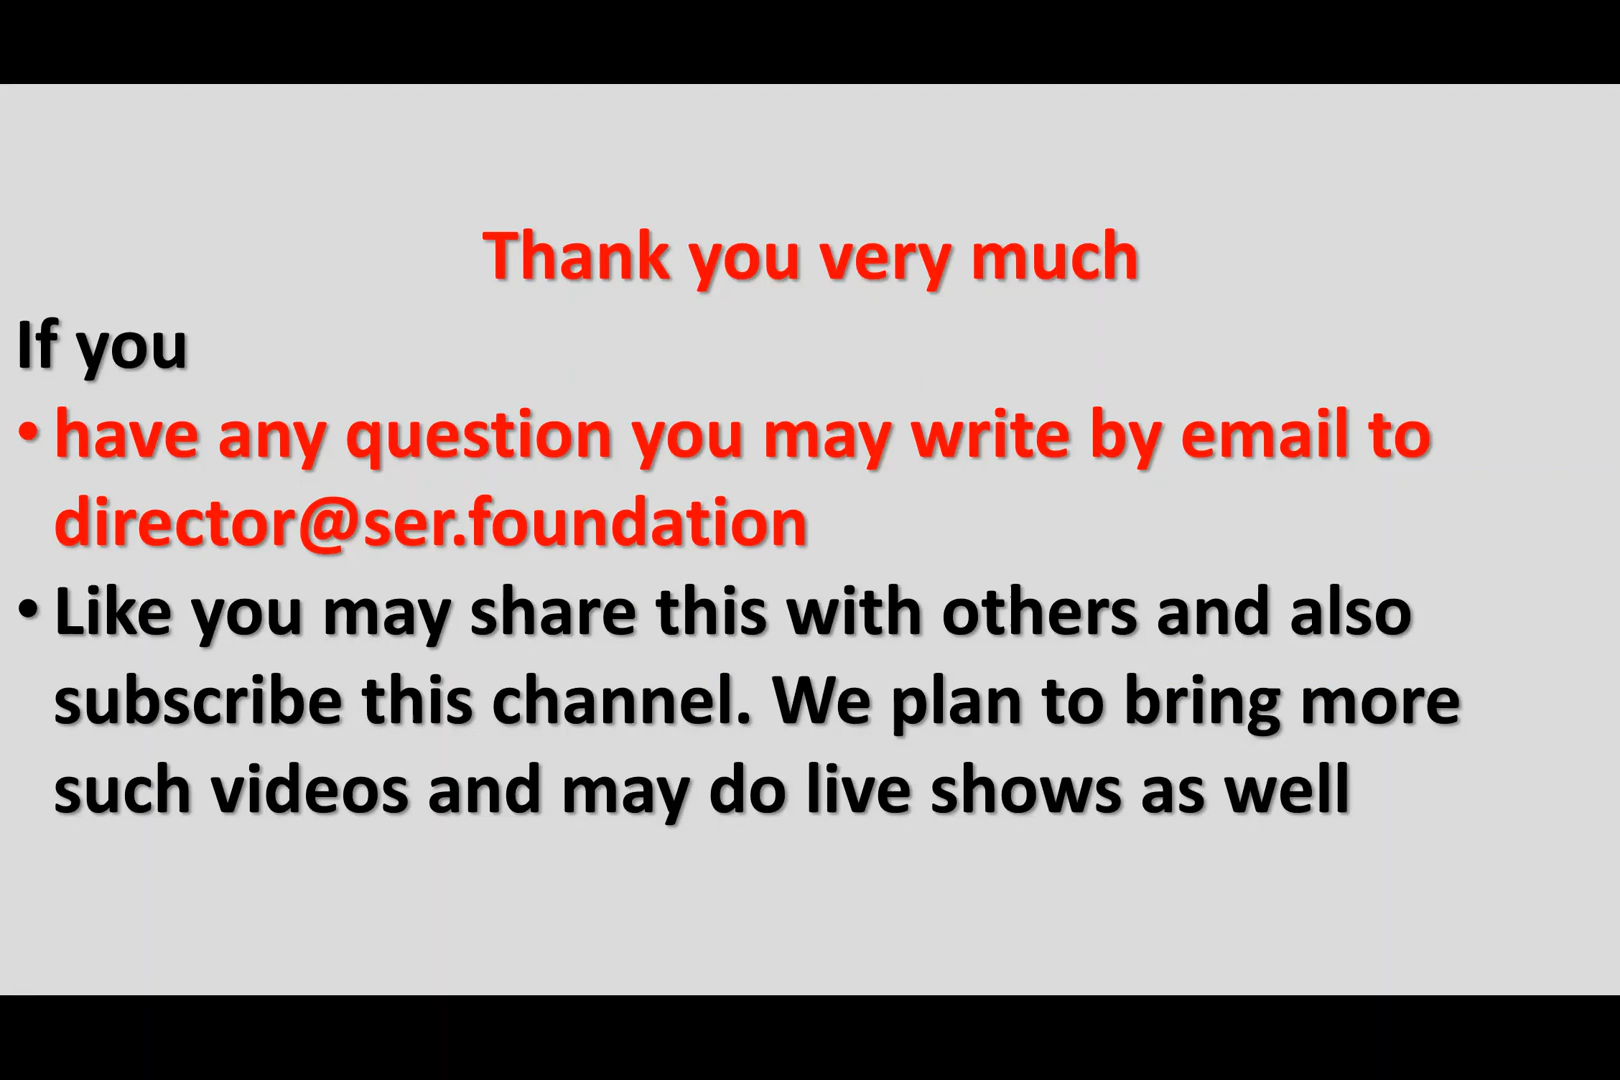 Thank you very much
If you
• have any question you may write by email to
director@ser.foundation
• Like you may share this with others and also
subscribe this channel. We plan to bring more
such videos and may do live shows as well